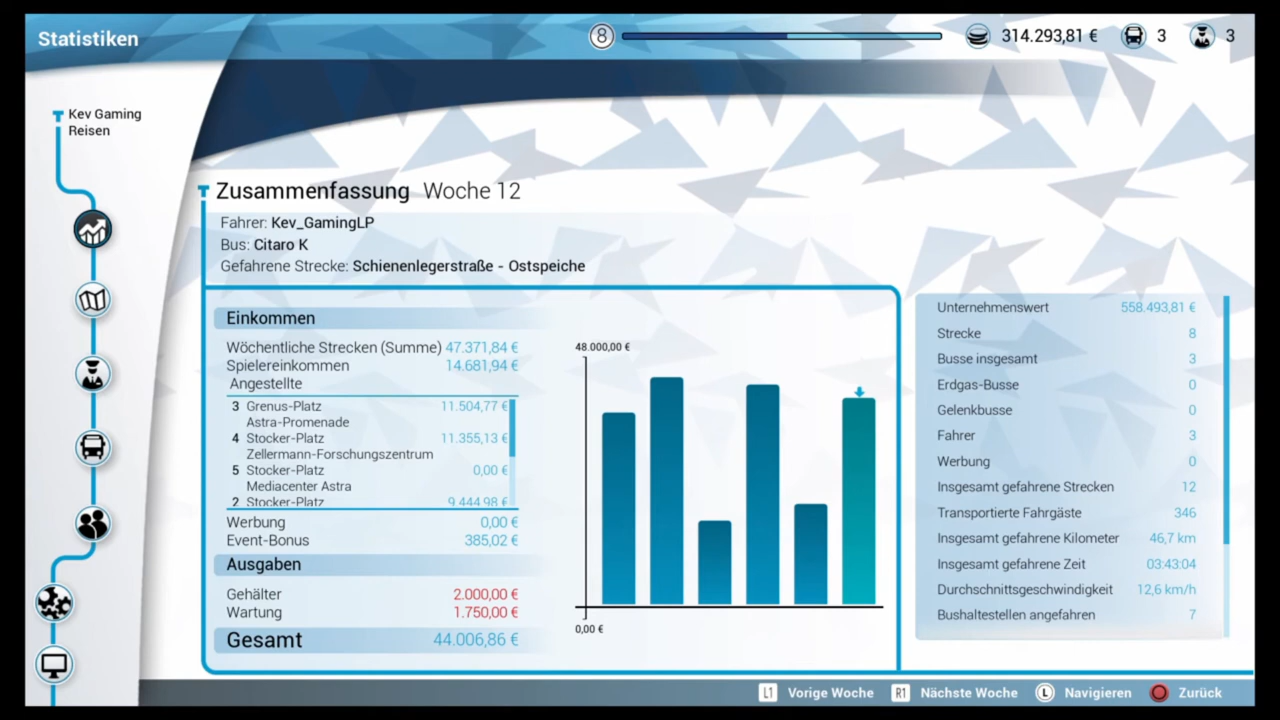 Statistiken
8
314.293,81 €
3
3
Kev Gaming
Reisen
Zusammenfassung Woche 12
Fahrer: Kev_GamingLP
Bus: Citaro K
Gefahrene Strecke: Schienenlegerstraße - Ostspeiche
Einkommen
Wöchentliche Strecken (Summe) 47.371,84 €
Spielereinkommen 14.681,94 €
Angestellte
3 Grenus-Platz 11.504,77 €
Astra-Promenade
4 Stocker-Platz 11.355,13 €
Zellermann-Forschungszentrum
5 Stocker-Platz 0,00 €
Mediacenter Astra
2 Stocker-Platz 9.444,98 €
Werbung 0,00 €
Event-Bonus 385,02 €
Ausgaben
Gehälter 2.000,00 €
Wartung 1.750,00 €
Gesamt 44.006,86 €
48.000,00 €
0,00 €
Unternehmenswert 558.493,81 €
Strecke 8
Busse insgesamt 3
Erdgas-Busse 0
Gelenkbusse 0
Fahrer 3
Werbung 0
Insgesamt gefahrene Strecken 12
Transportierte Fahrgäste 346
Insgesamt gefahrene Kilometer 46,7 km
Insgesamt gefahrene Zeit 03:43:04
Durchschnittsgeschwindigkeit 12,6 km/h
Bushaltestellen angefahren 7
L1 Vorige Woche R1 Nächste Woche L Navigieren Zurück